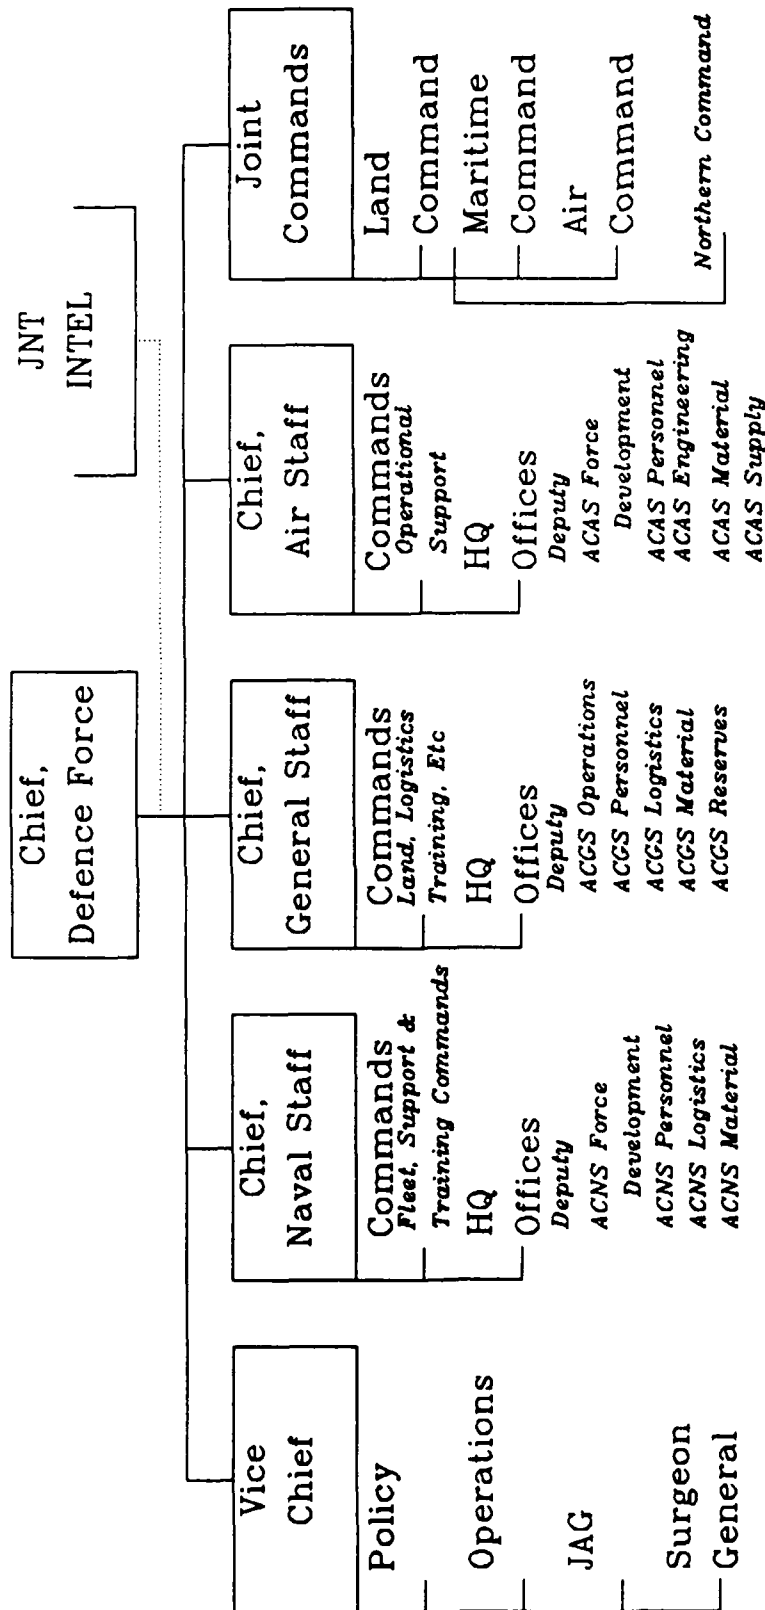 Chief,
Defence Force
JNT
INTEL
Vice
Chief
Policy
Operations
JAG
Surgeon
General
Chief,
Naval Staff
Commands
Fleet, Support &
Training Commands
HQ
Offices
Deputy
ACNS Force
Development
ACNS Personnel
ACNS Logistics
ACNS Material
Chief,
General Staff
Commands
Land, Logistics
Training, Etc
HQ
Offices
Deputy
ACGS Operations
ACGS Personnel
ACGS Logistics
ACGS Material
ACGS Reserves
Chief,
Air Staff
Commands
Operational
Support
HQ
Offices
Deputy
ACAS Force
Development
ACAS Personnel
ACAS Engineering
ACAS Material
ACAS Supply
Joint
Commands
Land
Command
Maritime
Command
Air
Command
Northern Command